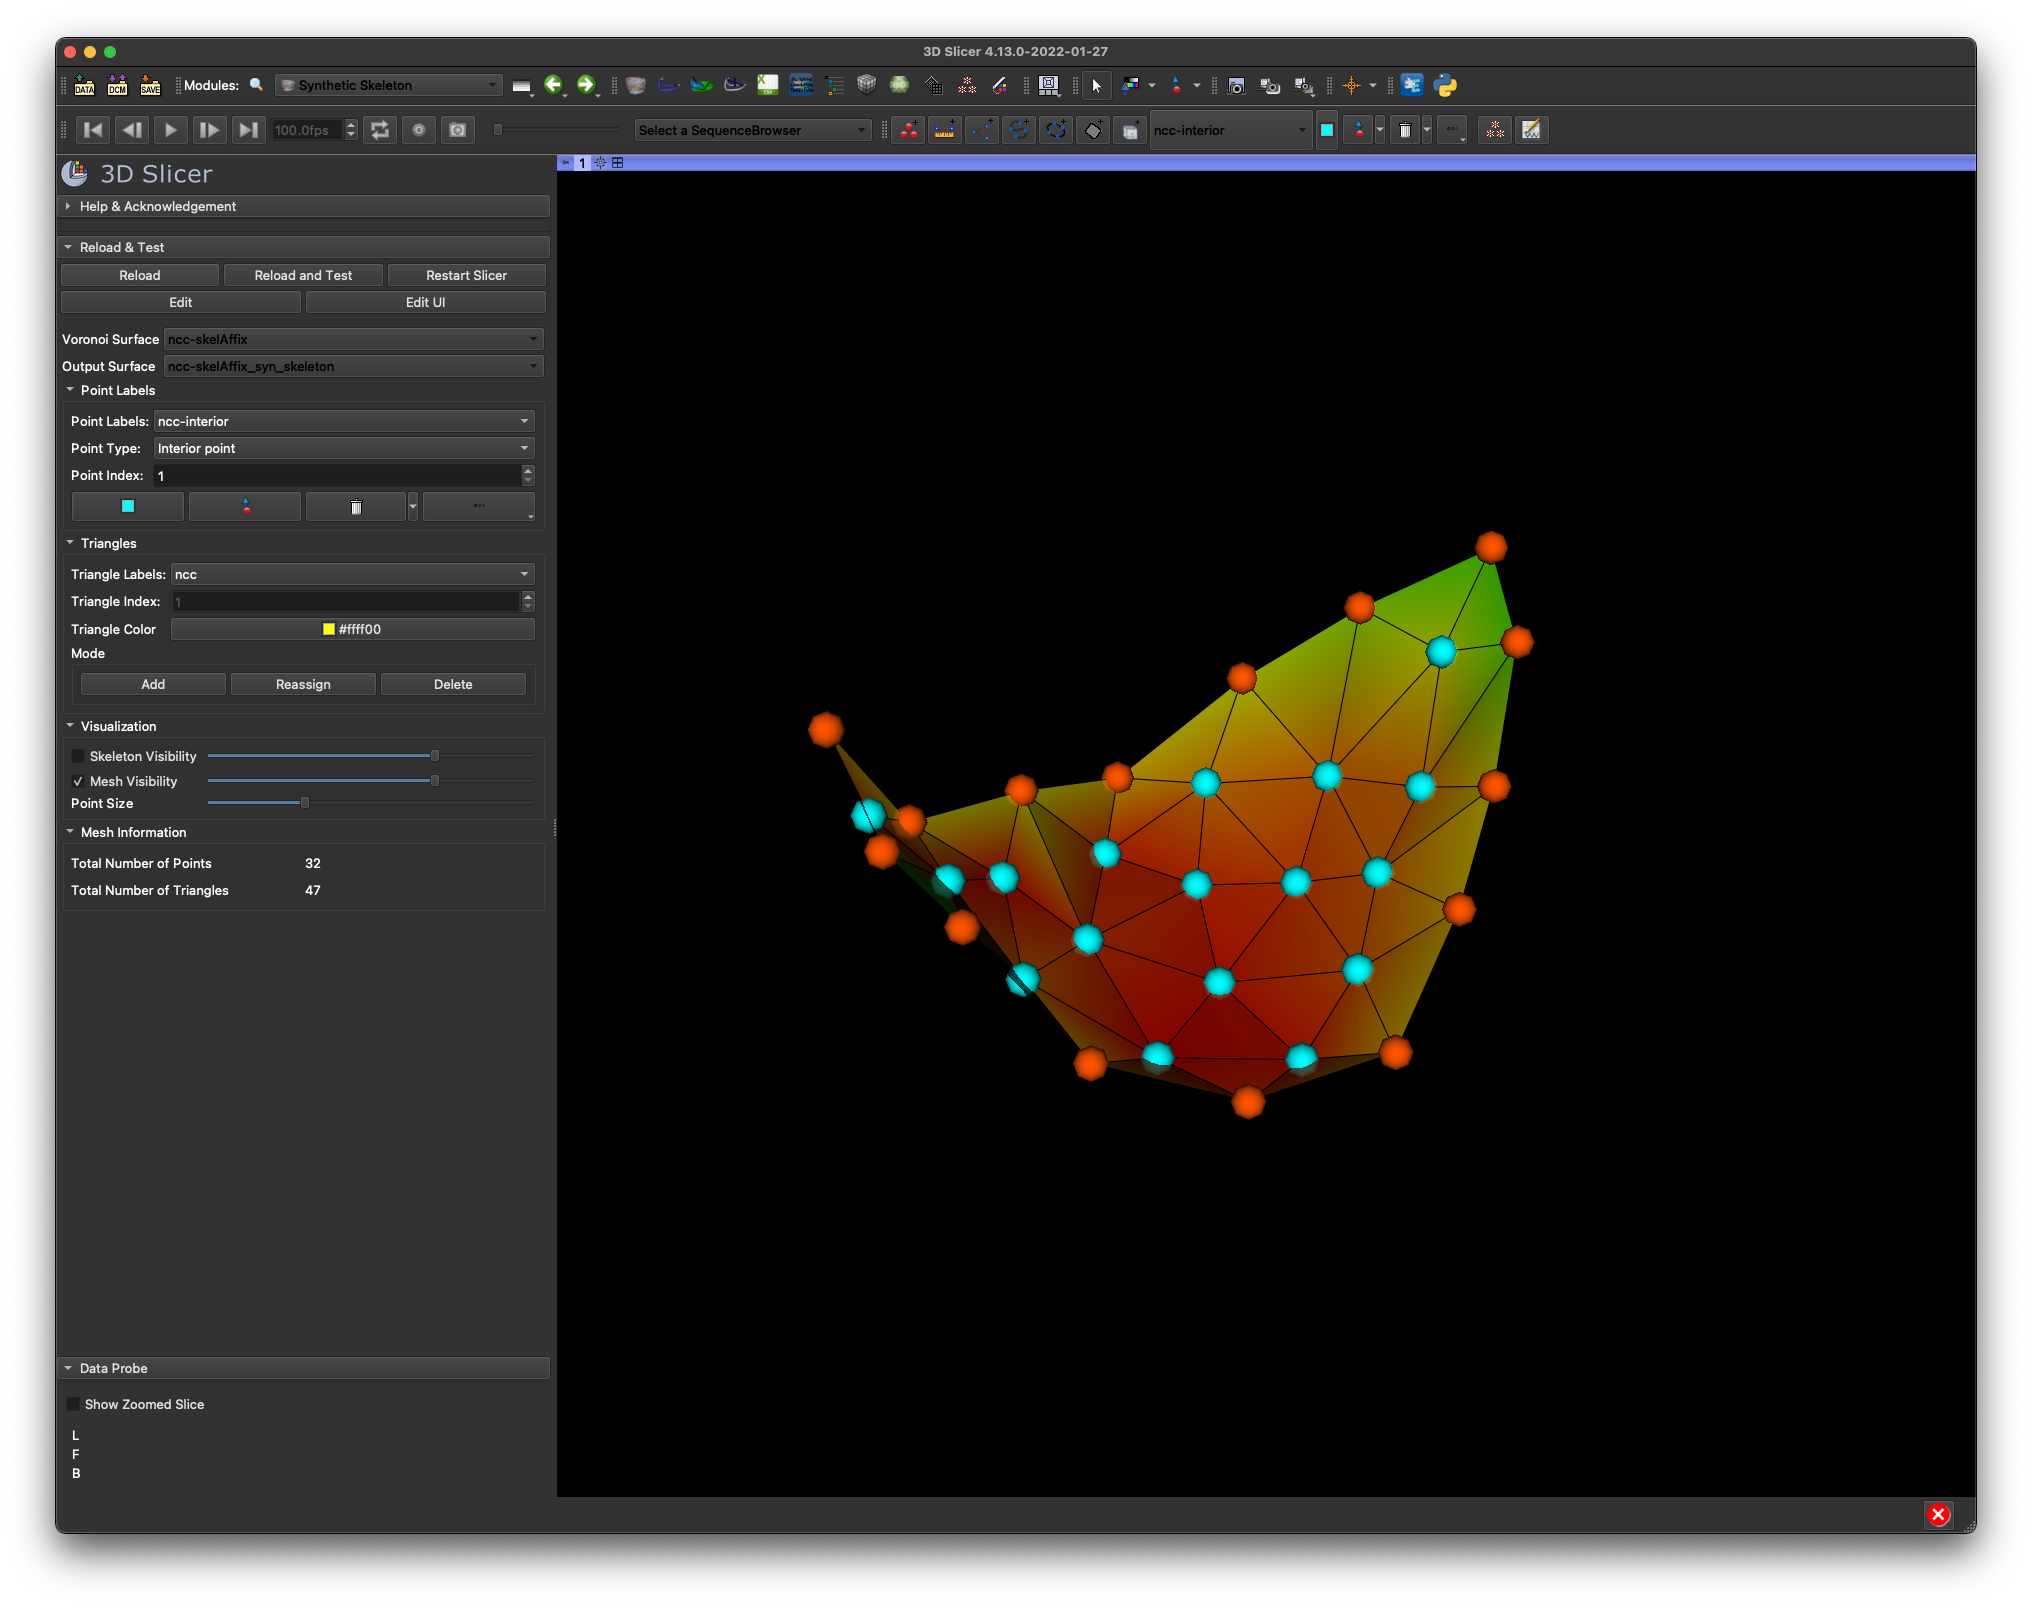 3D Slicer 4.13.0-2022-01-27
DATA DCM SAVE Modules: Synthetic Skeleton
100.0fps Select a SequenceBrowser ncc-interior
3D Slicer 1
Help & Acknowledgement
Reload & Test
Reload Reload and Test Restart Slicer
Edit Edit UI
Voronoi Surface ncc-skelAffix
Output Surface ncc-skelAffix_syn_skeleton
Point Labels
Point Labels: ncc-interior
Point Type: Interior point
Point Index: 1
Triangles
Triangle Labels: ncc
Triangle Index: 1
Triangle Color #ffff00
Mode
Add Reassign Delete
Visualization
Skeleton Visibility
Mesh Visibility
Point Size
Mesh Information
Total Number of Points 32
Total Number of Triangles 47
Data Probe
Show Zoomed Slice
L
F
B